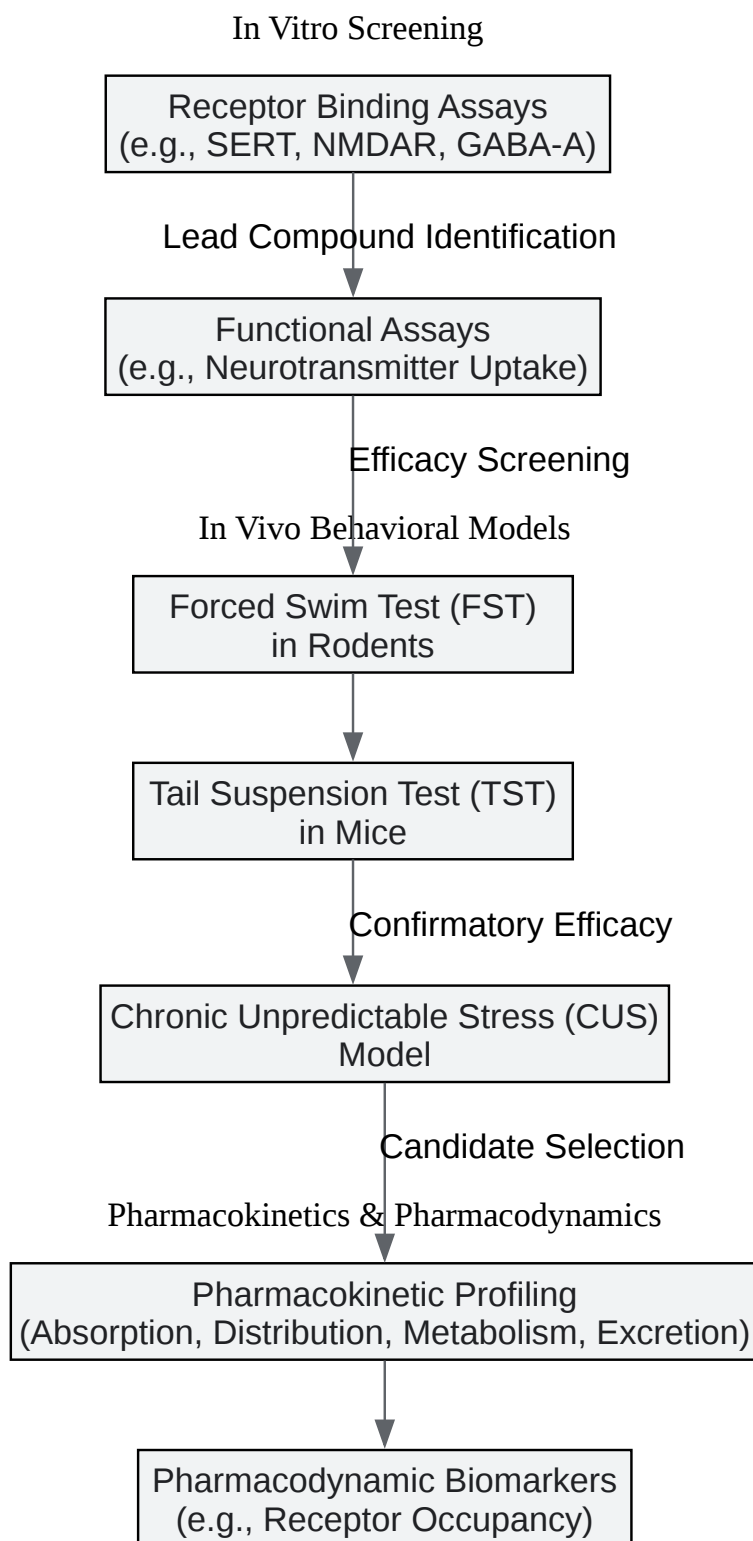 In Vitro Screening
Receptor Binding Assays
(e.g., SERT, NMDAR, GABA-A)
Lead Compound Identification
Functional Assays
(e.g., Neurotransmitter Uptake)
Efficacy Screening
In Vivo Behavioral Models
Forced Swim Test (FST)
in Rodents
Tail Suspension Test (TST)
in Mice
Confirmatory Efficacy
Chronic Unpredictable Stress (CUS)
Model
Candidate Selection
Pharmacokinetics & Pharmacodynamics
Pharmacokinetic Profiling
(Absorption, Distribution, Metabolism, Excretion)
Pharmacodynamic Biomarkers
(e.g., Receptor Occupancy)